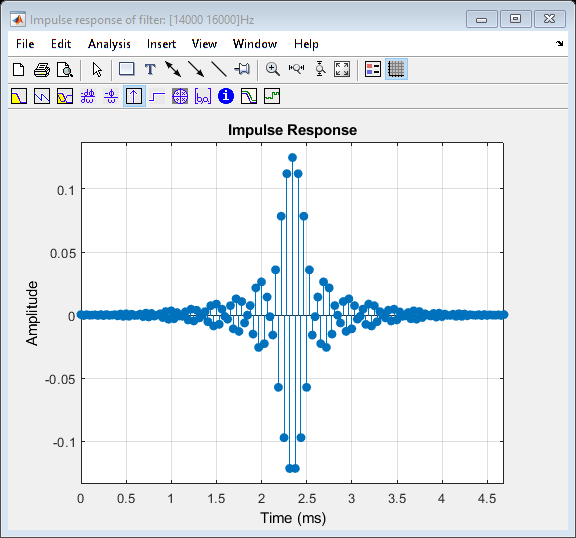 Impulse response of filter: [14000 16000]Hz
File Edit Analysis Insert View Window Help
Impulse Response
0.1
0.05
0
-0.05
-0.1
Amplitude
0 0.5 1 1.5 2 2.5 3 3.5 4 4.5
Time (ms)